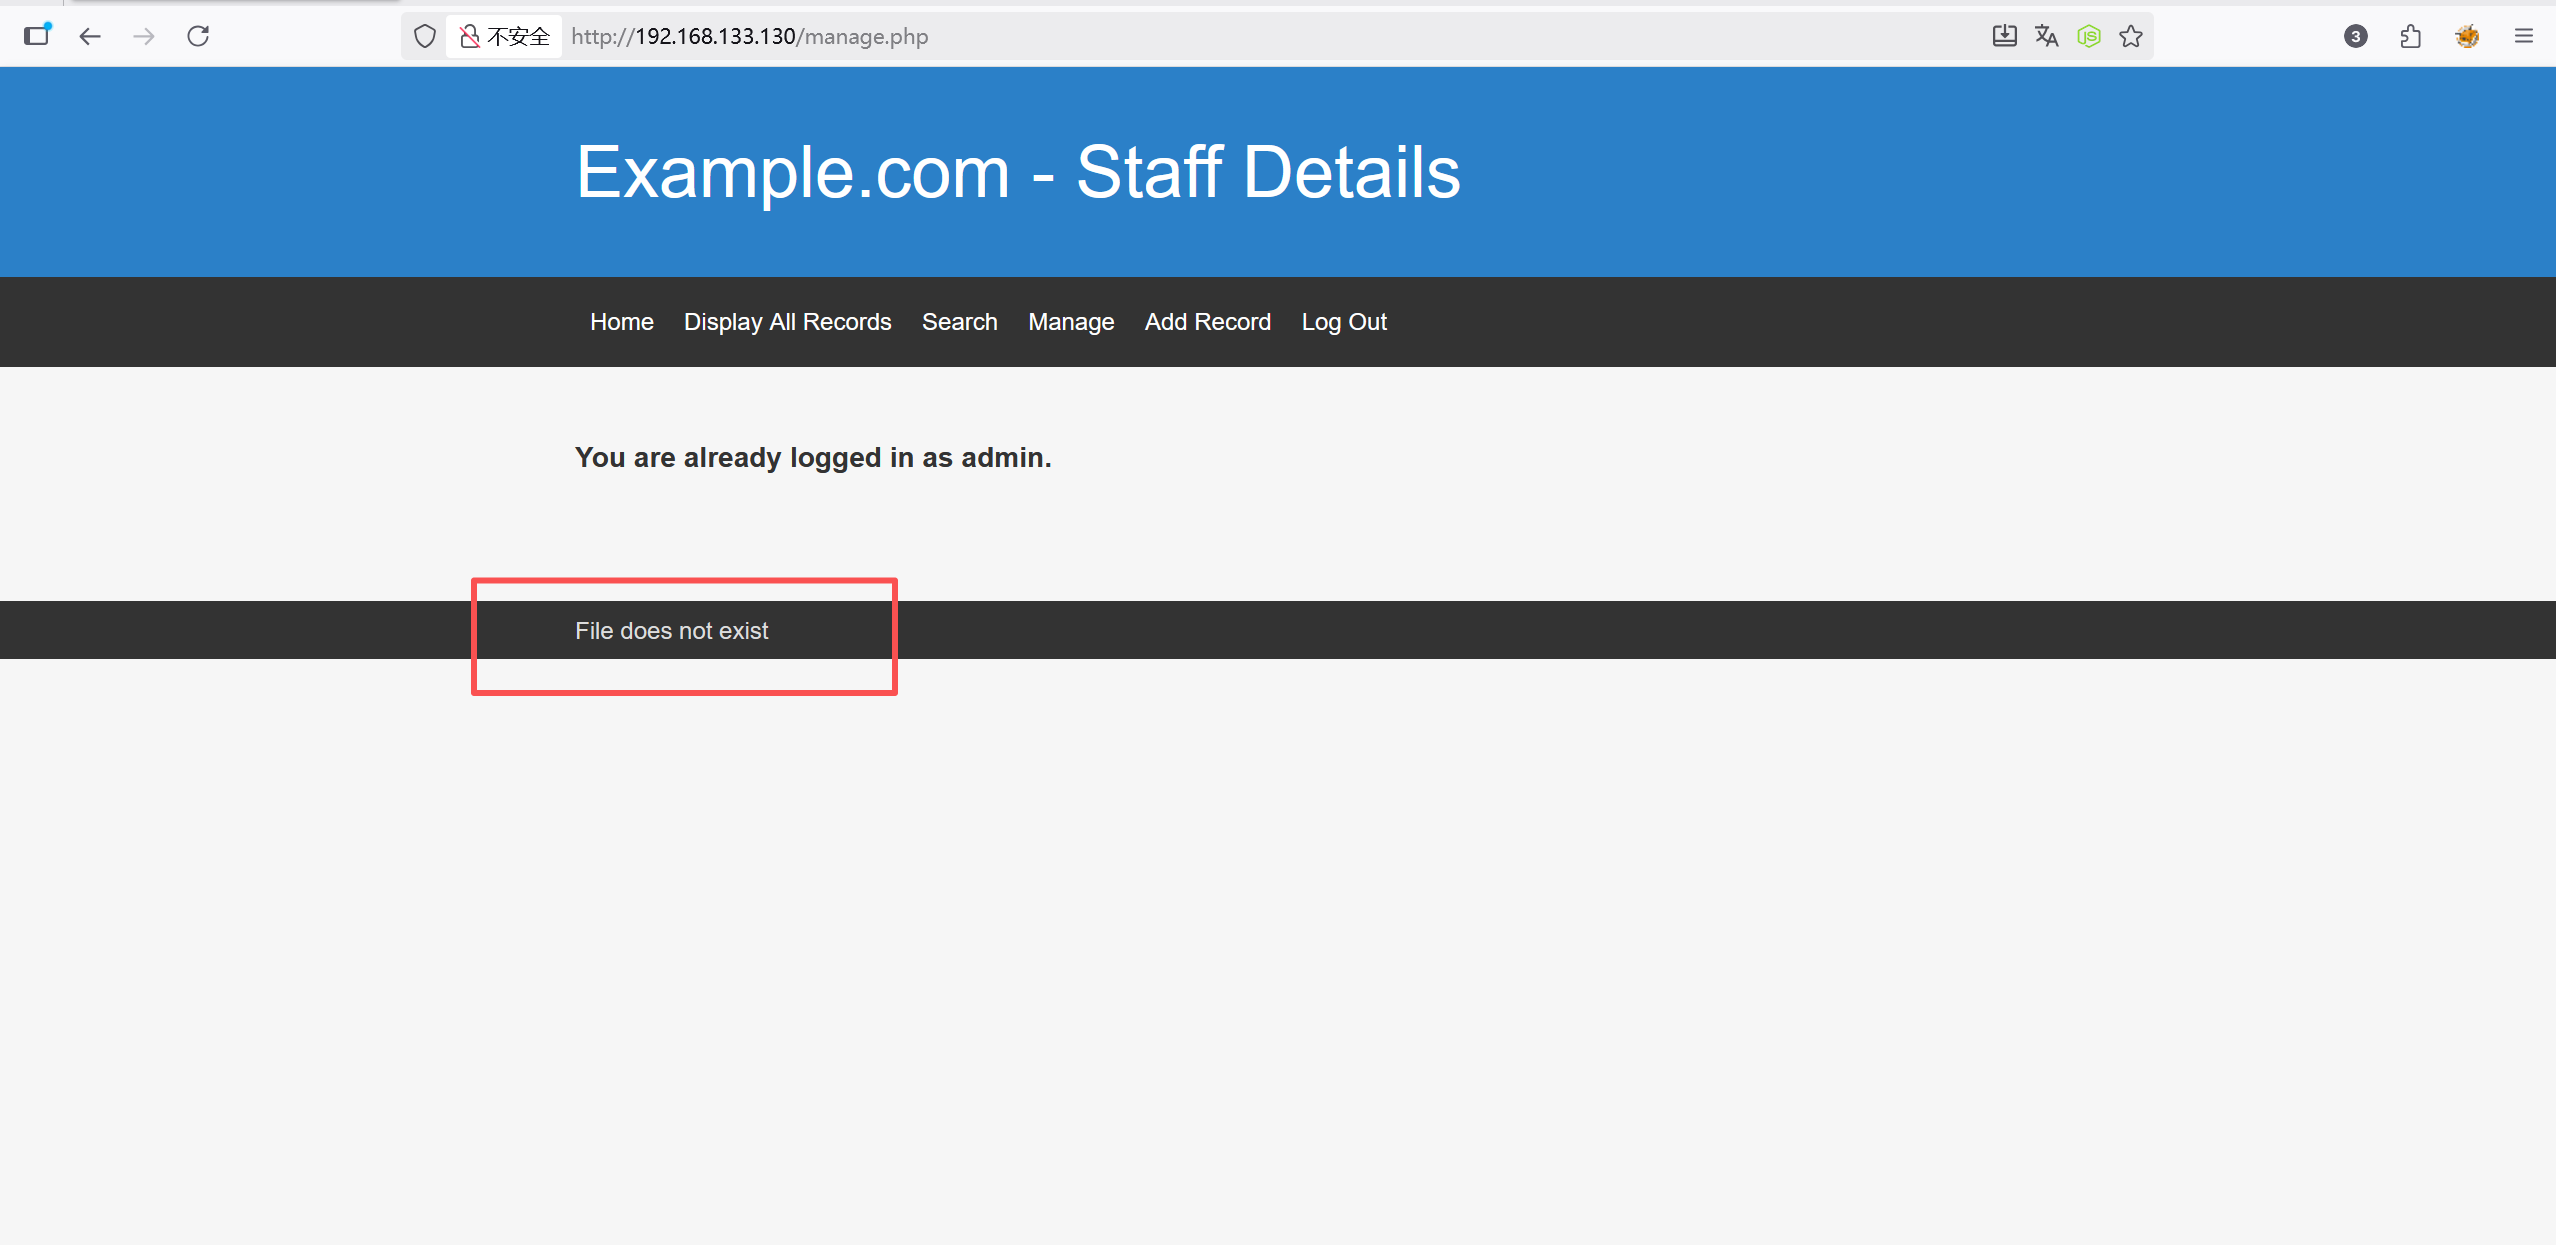 不安全 http://192.168.133.130/manage.php
3
Example.com - Staff Details
Home Display All Records Search Manage Add Record Log Out
You are already logged in as admin.
File does not exist